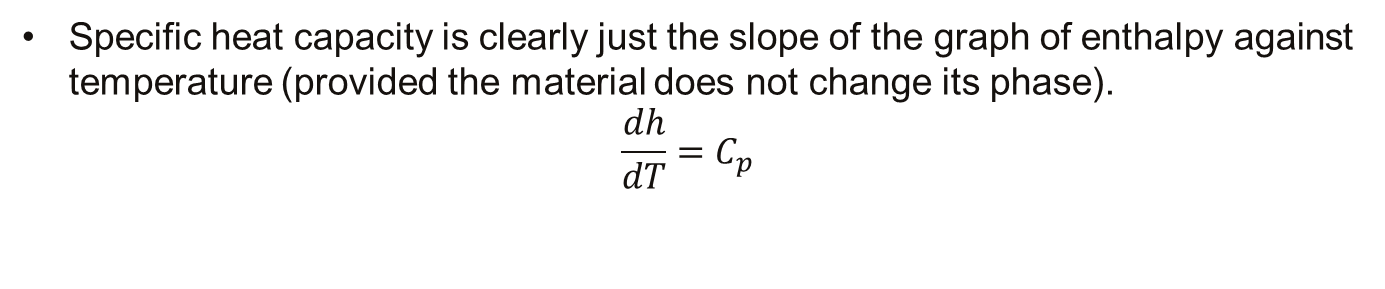 • Specific heat capacity is clearly just the slope of the graph of enthalpy against
temperature (provided the material does not change its phase).
dh/dT = Cₚ